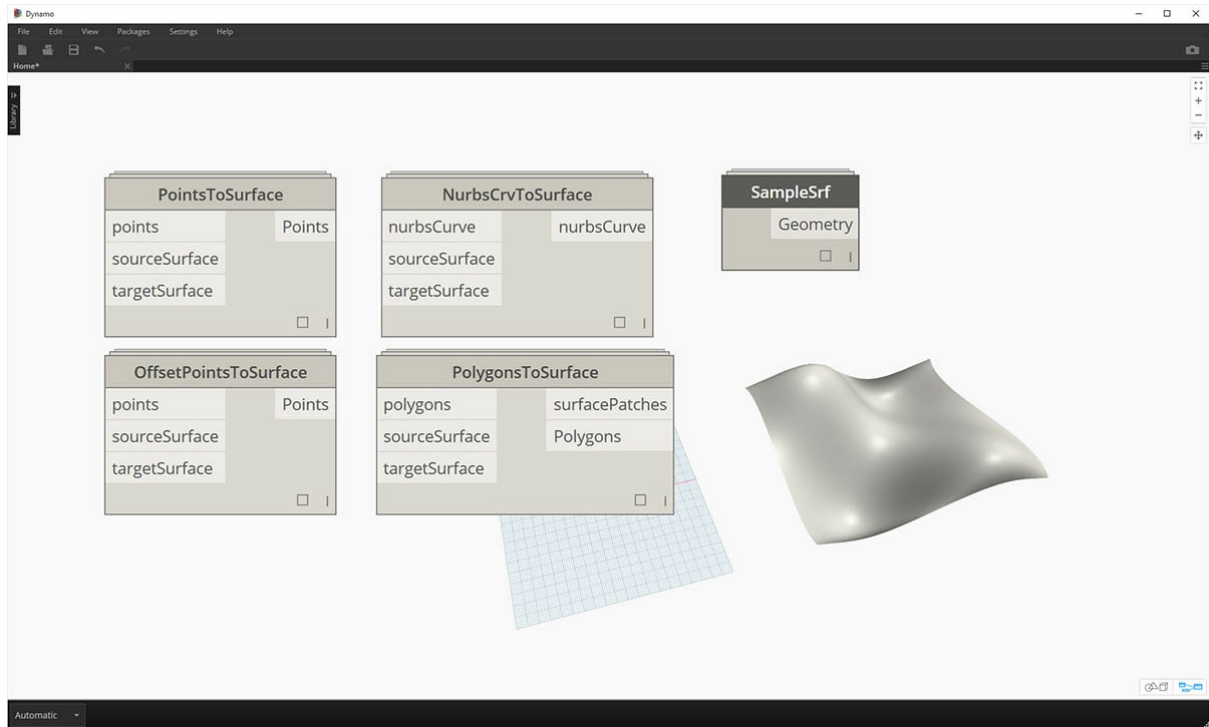 Dynamo
File Edit View Packages Settings Help
Home*
Library
PointsToSurface
points Points
sourceSurface
targetSurface
NurbsCrvToSurface
nurbsCurve nurbsCurve
sourceSurface
targetSurface
SampleSrf
Geometry
OffsetPointsToSurface
points Points
sourceSurface
targetSurface
PolygonsToSurface
polygons surfacePatches
sourceSurface Polygons
targetSurface
Automatic